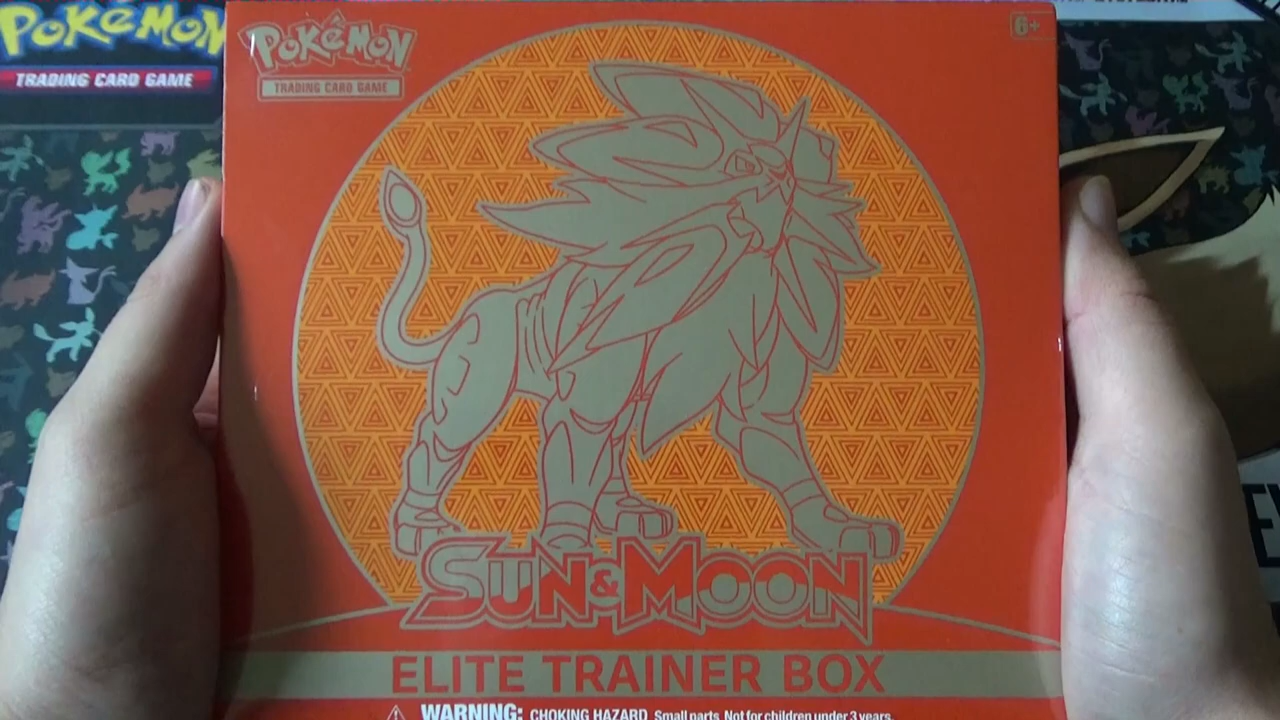 POKéMON
TRADING CARD GAME
POKéMON
TRADING CARD GAME
6+
SUN & MOON
ELITE TRAINER BOX
WARNING: CHOKING HAZARD Small parts. Not for children under 3 years.